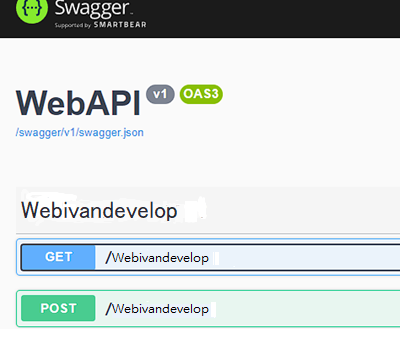 Swagger
Supported by SMARTBEAR
WebAPI v1 OAS3
/swagger/v1/swagger.json
Webivandevelop
GET /Webivandevelop
POST /Webivandevelop